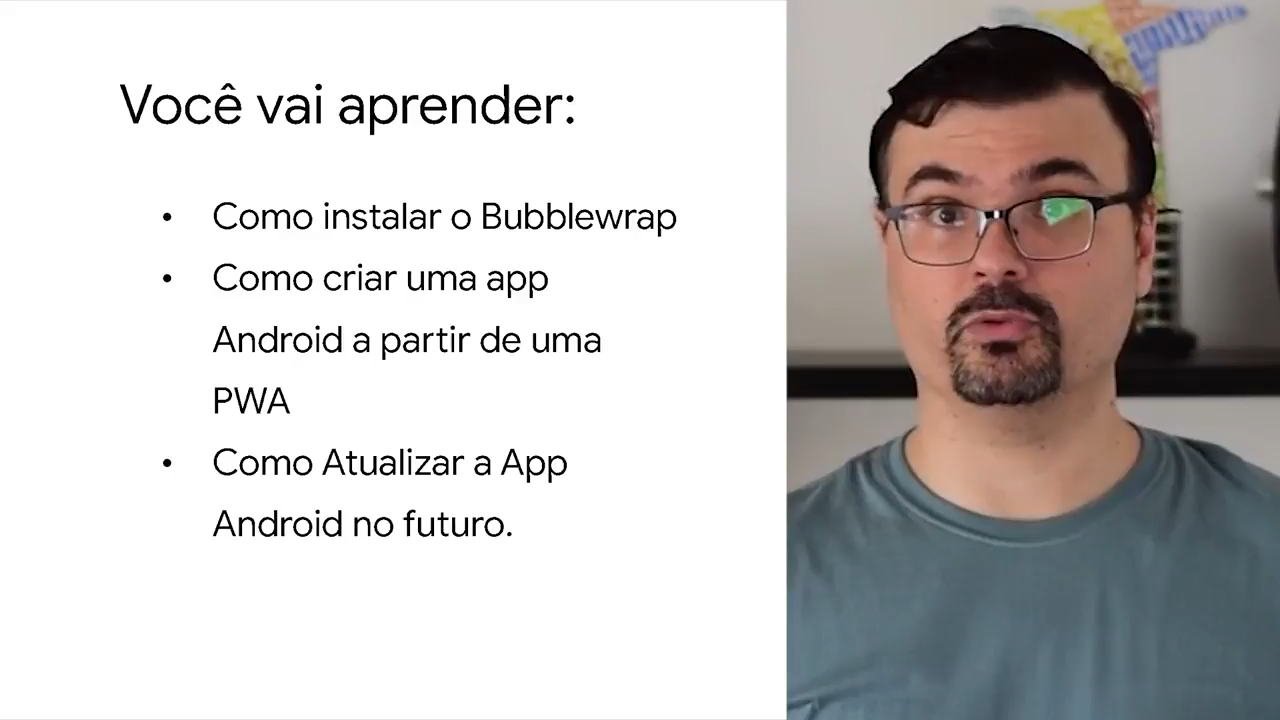 Você vai aprender:
• Como instalar o Bubblewrap
• Como criar uma app
Android a partir de uma
PWA
• Como Atualizar a App
Android no futuro.